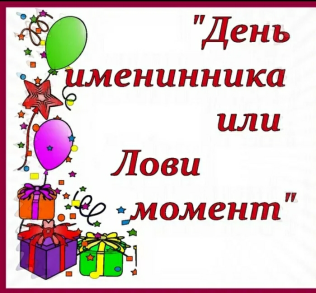 "День
именинника
или
Лови
момент"